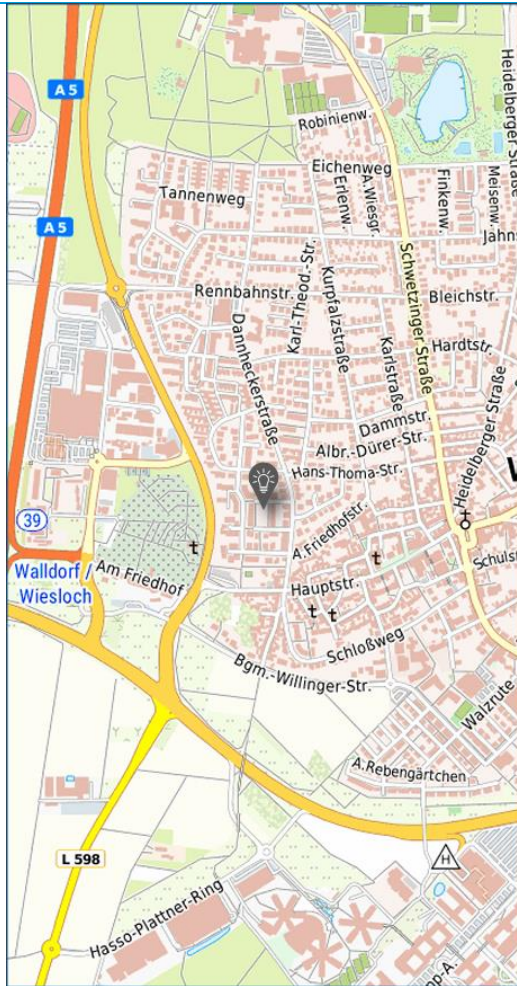 A 5
Robinienw.
Heidelberger Straße
Eichenweg
Erlenw.
A.Wiesgr.
Tannenweg
Finkenw.
Meisenw.
A 5
Jahns
Schwetzinger Straße
Karl-Theod.-Str.
Rennbahnstr.
Kurpfalzstraße
Bleichstr.
Dannheckerstraße
Karlstraße
Hardtstr.
Dammstr.
Albr.-Dürer-Str.
Heidelberger Straße
Hans-Thoma-Str.
W
39
A.Friedhofstr.
Walldorf /
Wiesloch
Am Friedhof
Hauptstr.
Schulst
Schloßweg
Bgm.-Willinger-Str.
Walzrute
A.Rebengärtchen
L 598
H
Hasso-Plattner-Ring
pp-A.